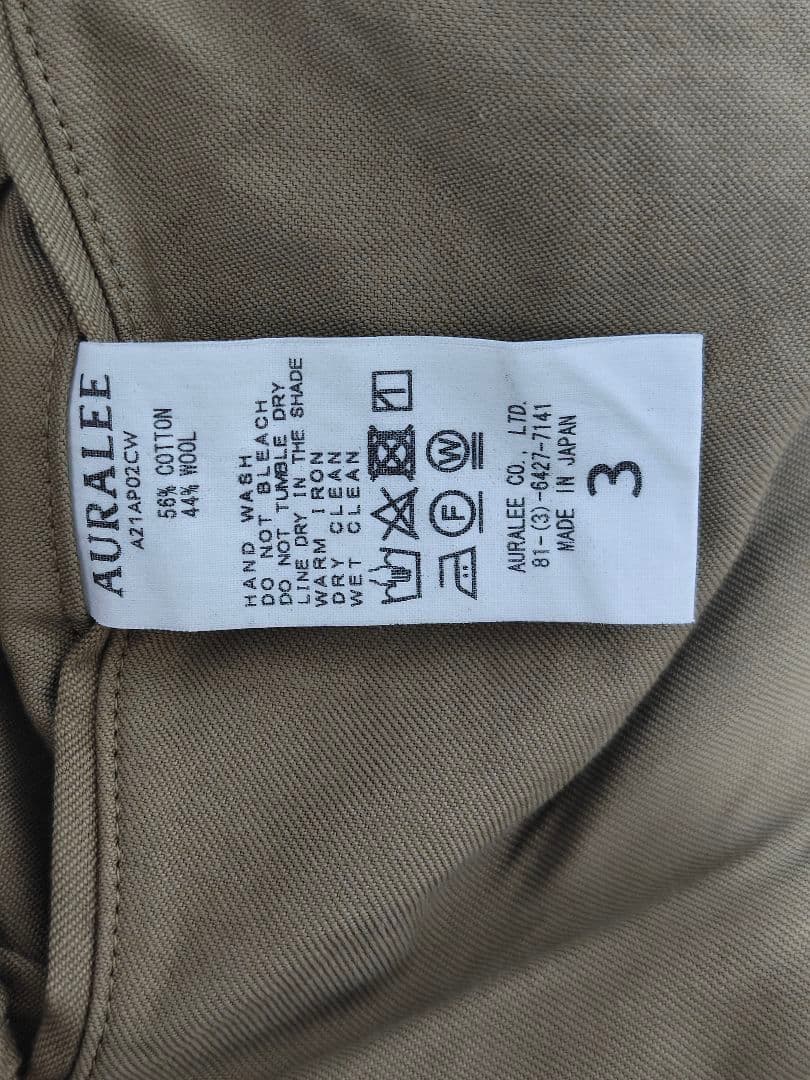 AURALEE
A21AP02CW
56% COTTON
44% WOOL
HAND WASH
DO NOT BLEACH
DO NOT TUMBLE DRY
LINE DRY IN THE SHADE
WARM IRON
DRY CLEAN
WET CLEAN
F W
AURALEE CO., LTD.
81-(3)-6427-7141
MADE IN JAPAN
3